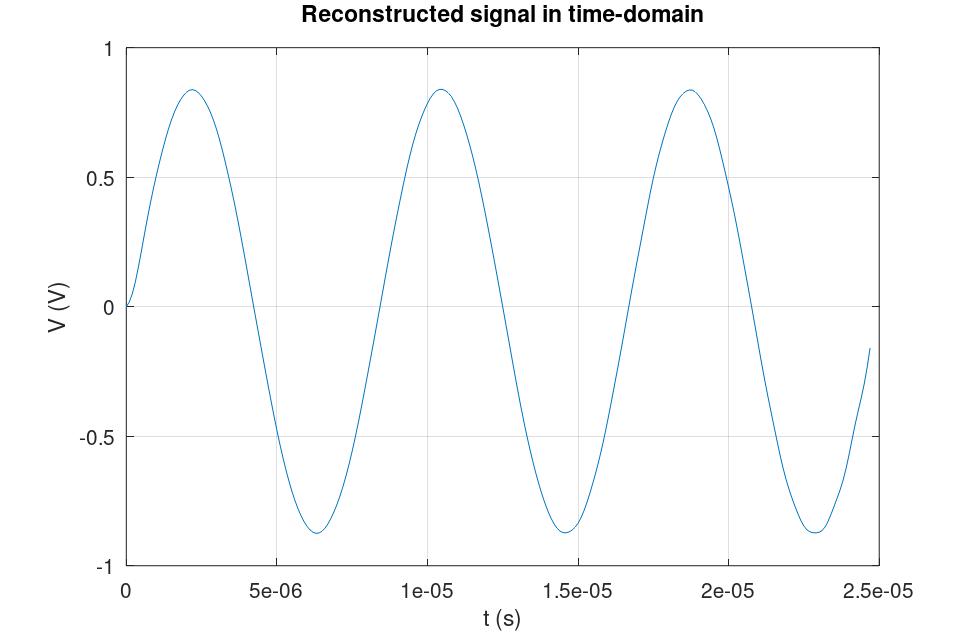 Reconstructed signal in time-domain
1
0.5
0
-0.5
-1
V (V)
0 5e-06 1e-05 1.5e-05 2e-05 2.5e-05
t (s)